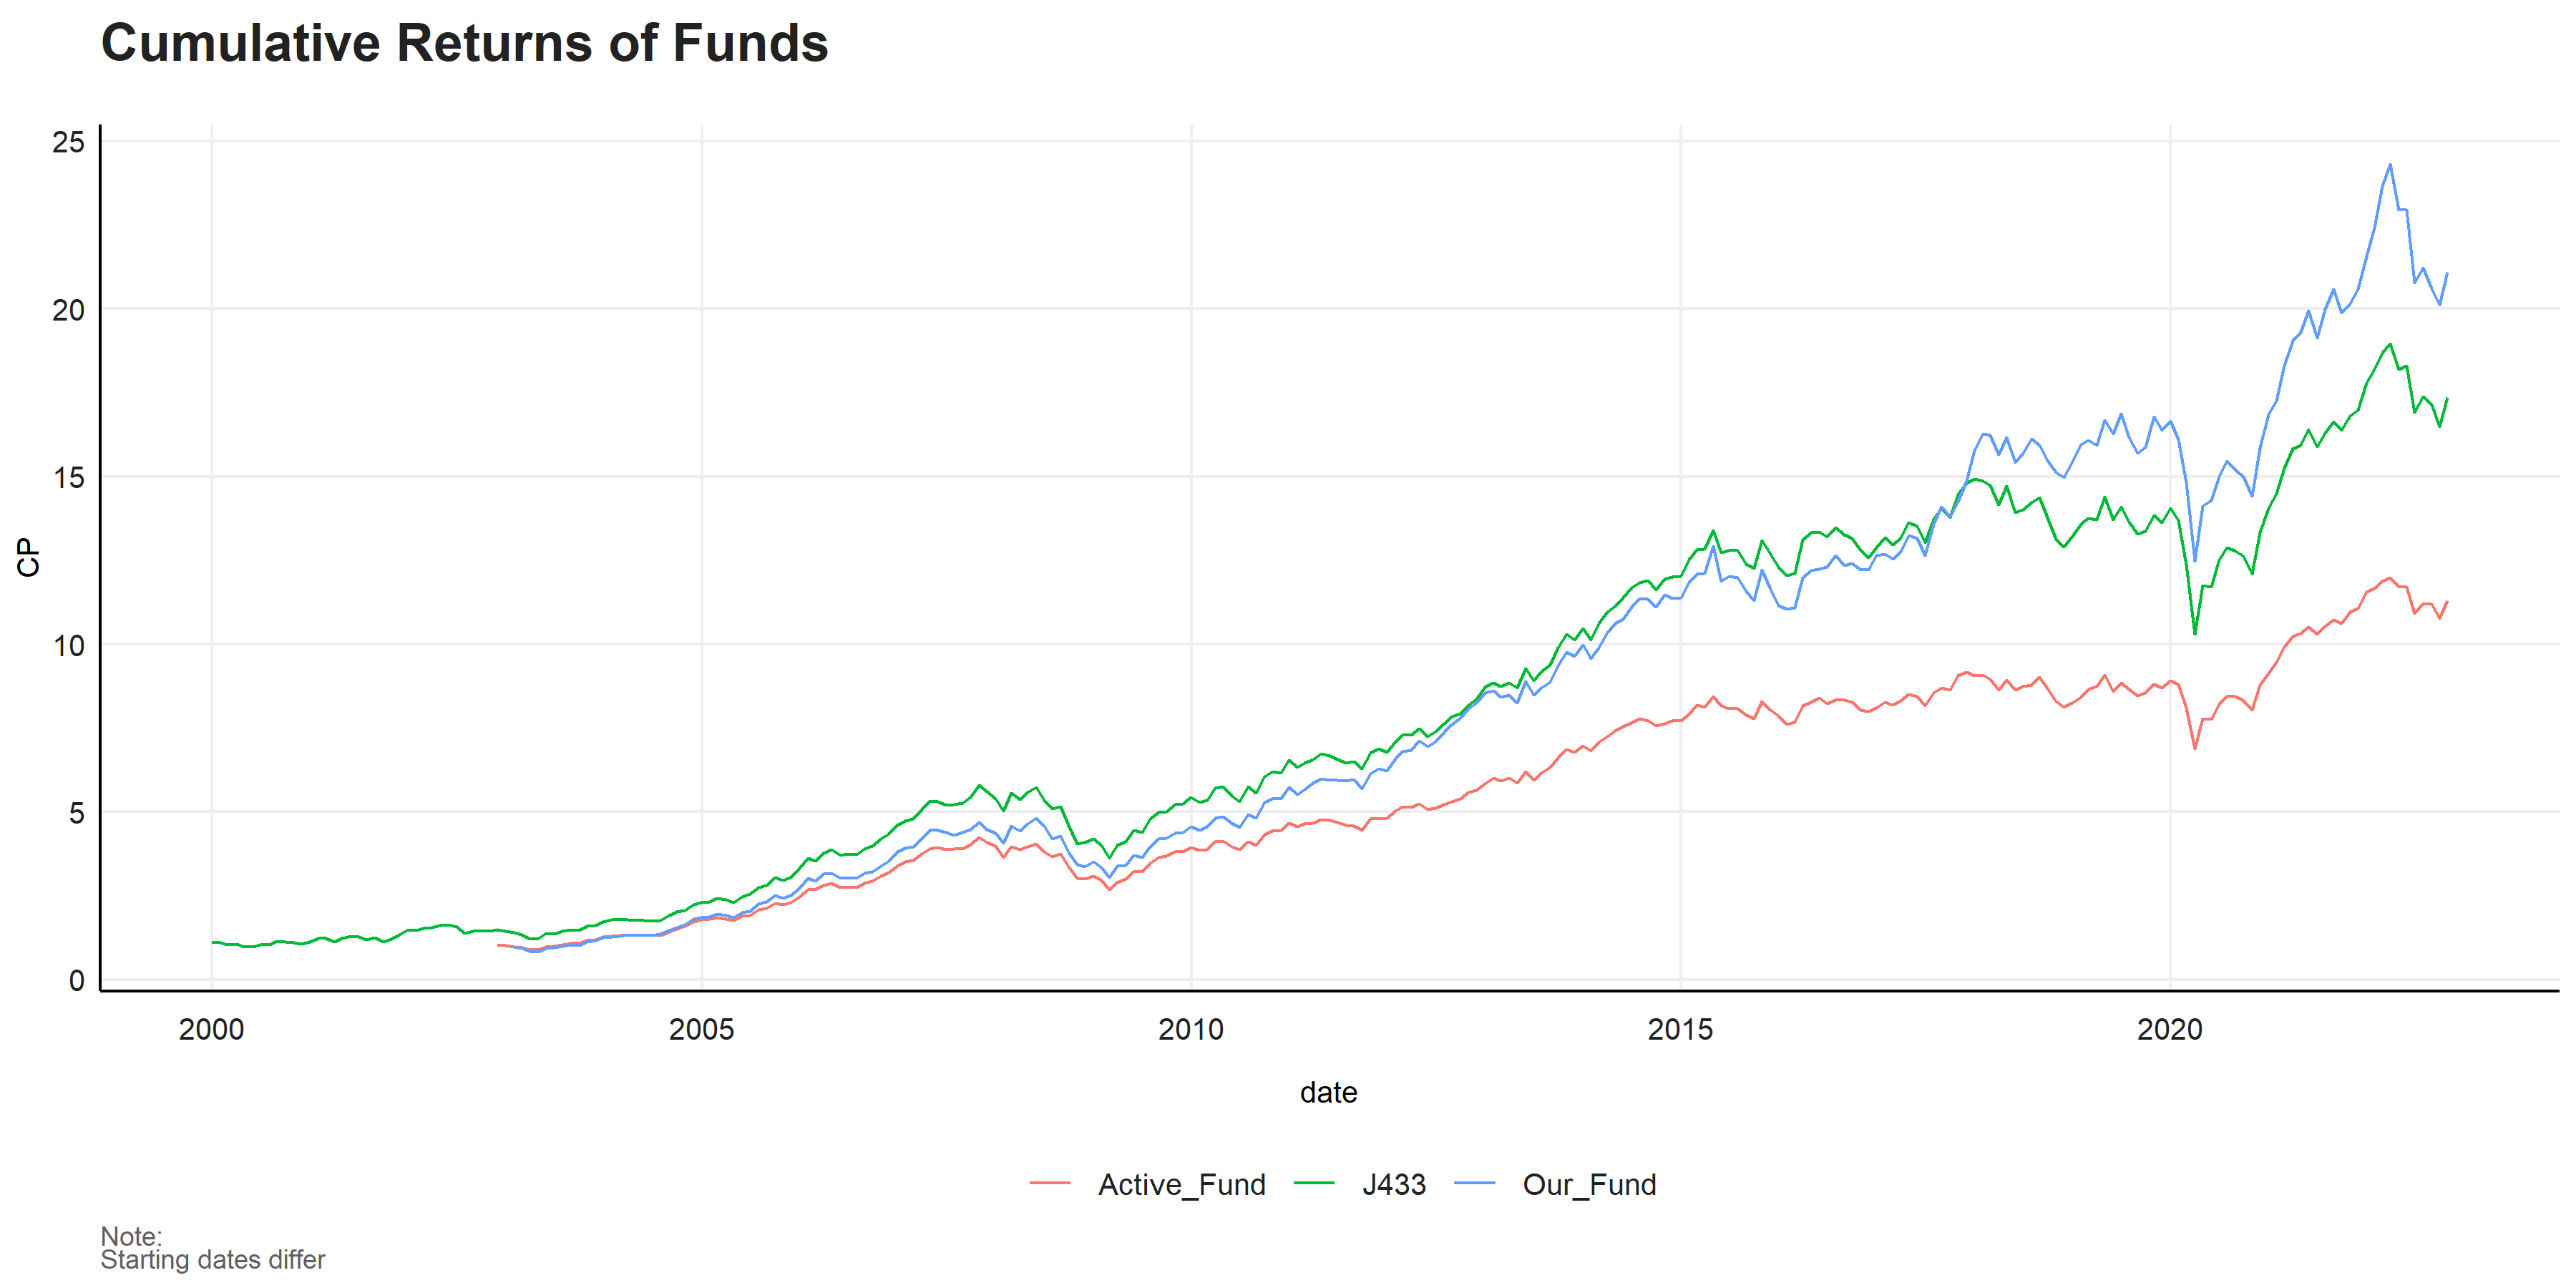 Cumulative Returns of Funds
25
20
15
10
5
0
CP
2000 2005 2010 2015 2020
date
Active_Fund J433 Our_Fund
Note:
Starting dates differ